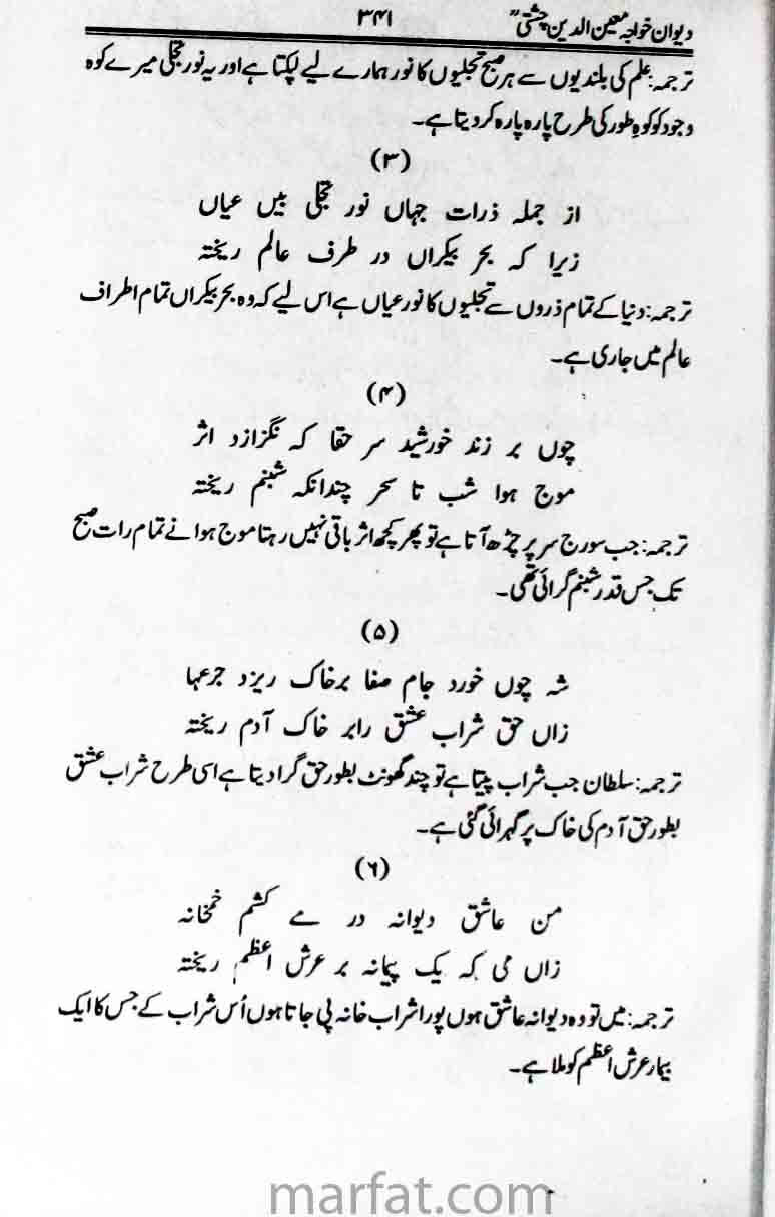 دیوان خواجہ معین الدین چشتیؒ ۳۴۱
ترجمہ: علم کی بلندیوں سے ہر صبح تجلیوں کا نور ہمارے لیے لپکتا ہے اور یہ نور تجلی میرے کوہ
وجود کو کوہِ طور کی طرح پارہ پارہ کر دیتا ہے۔
(۳)
از جملہ ذرات جہاں نور تجلی بیں عیاں
زیرا کہ بحر بیکراں در طرف عالم ریختہ
ترجمہ: دنیا کے تمام ذروں سے تجلیوں کا نور عیاں ہے اس لیے کہ وہ بحر بیکراں تمام اطراف
عالم میں جاری ہے۔
(۴)
چوں بر زند خورشید سر حقا کہ نگزازد اثر
موج ہوا شب تا سحر چندانکہ شبنم ریختہ
ترجمہ: جب سورج سر پر چڑھ آتا ہے تو پھر کچھ اثر باقی نہیں رہتا موج ہوا نے تمام رات صبح
تک جس قدر شبنم گرائی تھی۔
(۵)
شہ چوں خورد جام صفا برخاک ریزد جرعہا
زاں حق شراب عشق رابر خاک آدم ریختہ
ترجمہ: سلطان جب شراب پیتا ہے تو چند گھونٹ بطور حق گرا دیتا ہے اسی طرح شراب عشق
بطور حق آدم کی خاک پر گہرائی گئی ہے۔
(۶)
من عاشق دیوانہ در مے کشم خمخانہ
زاں می کہ یک پیمانہ بر عرش اعظم ریختہ
ترجمہ: میں تو وہ دیوانہ عاشق ہوں پورا شراب خانہ پی جاتا ہوں اُس شراب کے جس کا ایک
عرش اعظم کو ملا ہے۔
marfat.com